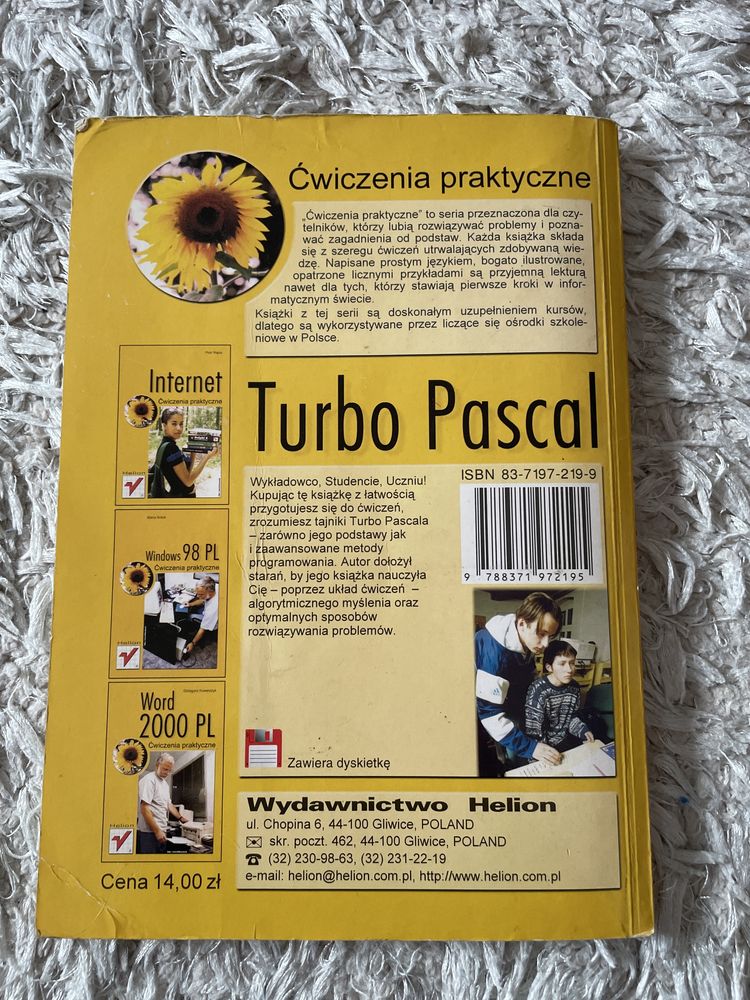 Ćwiczenia praktyczne
„Ćwiczenia praktyczne” to seria przeznaczona dla czy-
telników, którzy lubią rozwiązywać problemy i pozna-
wać zagadnienia od podstaw. Każda książka składa
się z szeregu ćwiczeń utrwalających zdobywaną wie-
dzę. Napisane prostym językiem, bogato ilustrowane,
opatrzone licznymi przykładami są przyjemną lekturą
nawet dla tych, którzy stawiają pierwsze kroki w infor-
matycznym świecie.
Książki z tej serii są doskonałym uzupełnieniem kursów,
dlatego są wykorzystywane przez liczące się ośrodki szkole-
niowe w Polsce.
Internet
Ćwiczenia praktyczne
Helion
Windows 98 PL
Ćwiczenia praktyczne
Helion
Word
2000 PL
Ćwiczenia praktyczne
Helion
Cena 14,00 zł
Turbo Pascal
Wykładowco, Studencie, Uczniu!
Kupując tę książkę z łatwością
przygotujesz się do ćwiczeń,
zrozumiesz tajniki Turbo Pascala
– zarówno jego podstawy jak
i zaawansowane metody
programowania. Autor dołożył
starań, by jego książka nauczyła
Cię – poprzez układ ćwiczeń –
algorytmicznego myślenia oraz
optymalnych sposobów
rozwiązywania problemów.
ISBN 83-7197-219-9
9 788371 972195
Zawiera dyskietkę
Wydawnictwo Helion
ul. Chopina 6, 44-100 Gliwice, POLAND
skr. poczt. 462, 44-100 Gliwice, POLAND
(32) 230-98-63, (32) 231-22-19
e-mail: helion@helion.com.pl, http://www.helion.com.pl